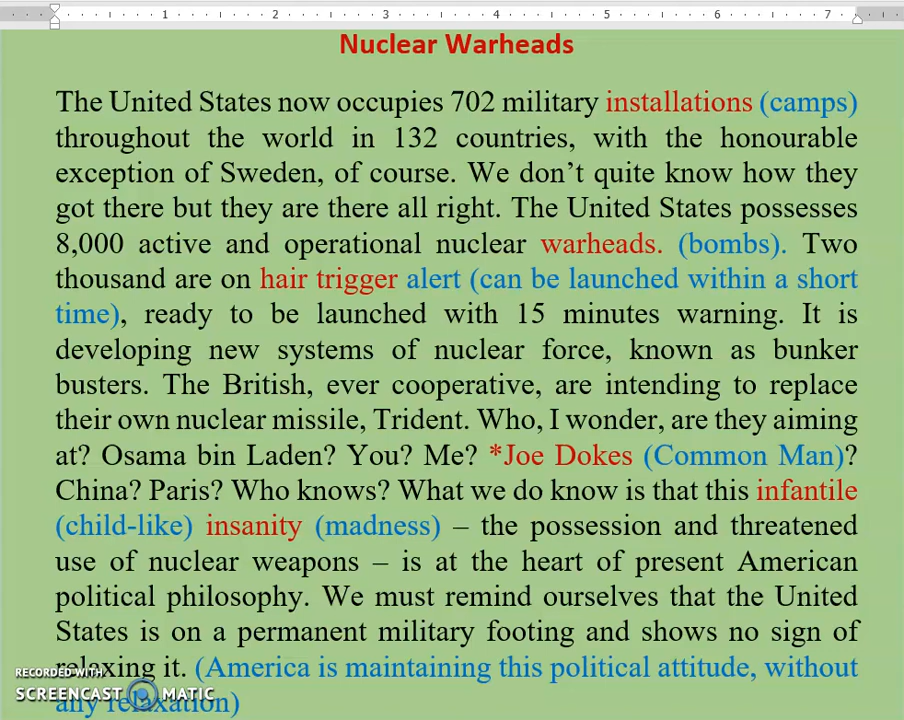 1 2 3 4 5 6 7
Nuclear Warheads
The United States now occupies 702 military installations (camps)
throughout the world in 132 countries, with the honourable
exception of Sweden, of course. We don’t quite know how they
got there but they are there all right. The United States possesses
8,000 active and operational nuclear warheads. (bombs). Two
thousand are on hair trigger alert (can be launched within a short
time), ready to be launched with 15 minutes warning. It is
developing new systems of nuclear force, known as bunker
busters. The British, ever cooperative, are intending to replace
their own nuclear missile, Trident. Who, I wonder, are they aiming
at? Osama bin Laden? You? Me? *Joe Dokes (Common Man)?
China? Paris? Who knows? What we do know is that this infantile
(child-like) insanity (madness) – the possession and threatened
use of nuclear weapons – is at the heart of present American
political philosophy. We must remind ourselves that the United
States is on a permanent military footing and shows no sign of
relaxing it. (America is maintaining this political attitude, without
any relaxation)
RECORDED WITH
SCREENCAST MATIC